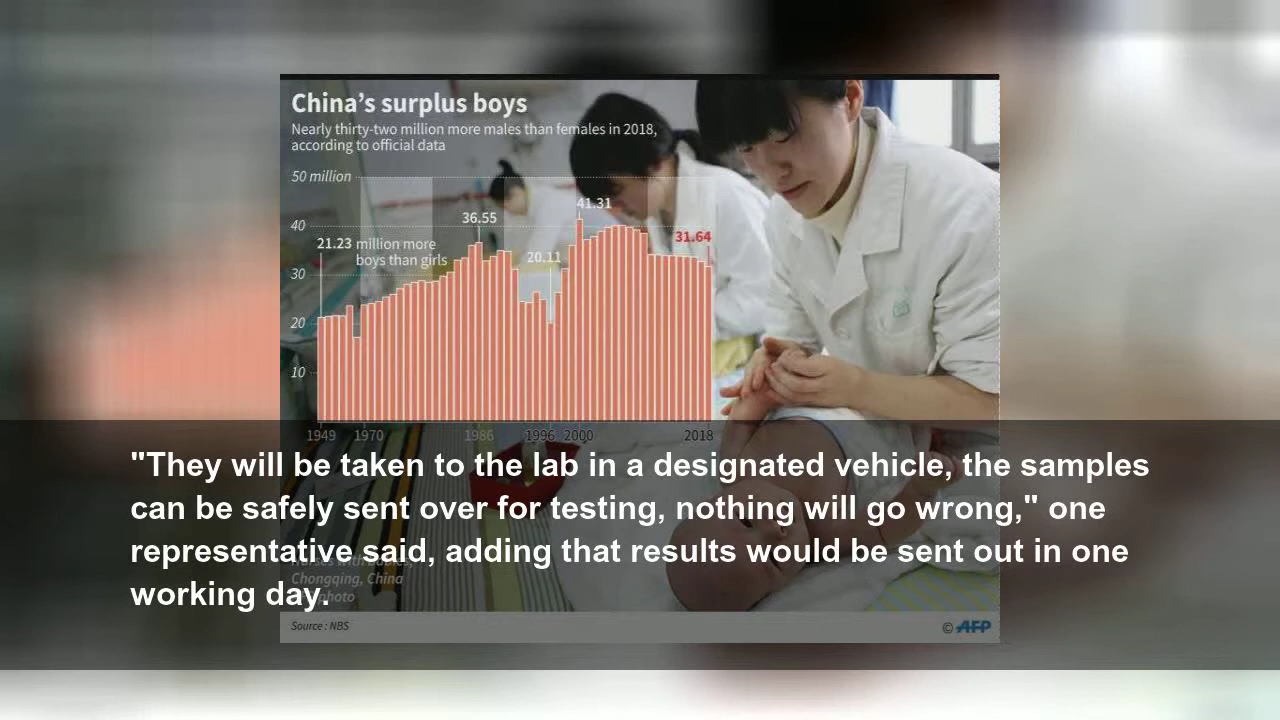 China's surplus boys
Nearly thirty-two million more males than females in 2018,
according to official data
50 million
41.31
36.55
40
31.64
21.23 million more
boys than girls
20.11
30
20
10
1949 1970 1986 1996 2000 2018
"They will be taken to the lab in a designated vehicle, the samples
can be safely sent over for testing, nothing will go wrong," one
representative said, adding that results would be sent out in one
working day.
Nurses with babies,
Chongqing, China
photo
Source : NBS
© AFP